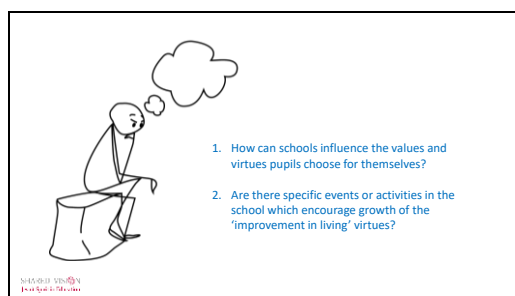 1. How can schools influence the values and
virtues pupils choose for themselves?
2. Are there specific events or activities in the
school which encourage growth of the
‘improvement in living’ virtues?
SHARED VISION